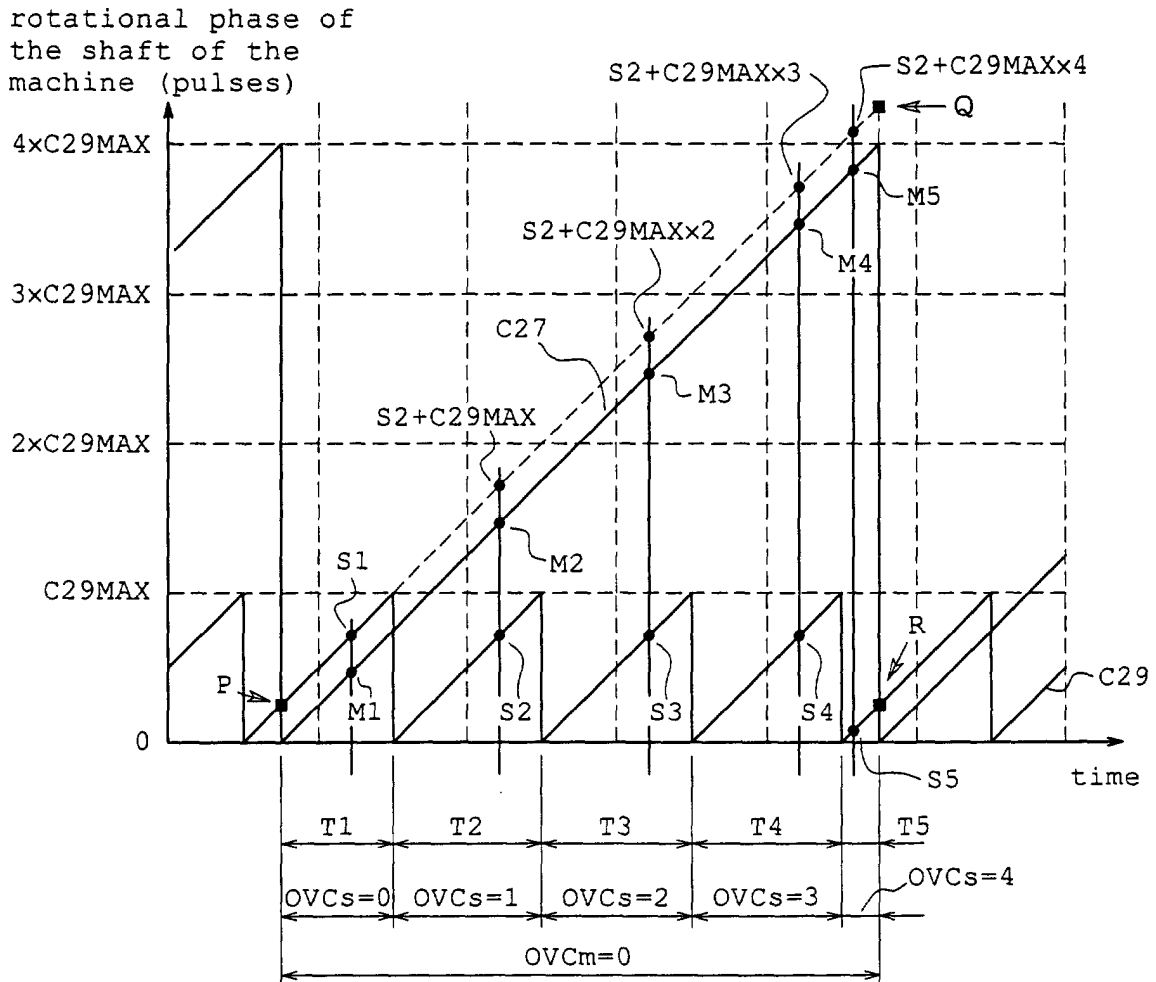 rotational phase of
the shaft of the
machine (pulses)
S2+C29MAX×3
S2+C29MAX×4
Q
4×C29MAX
M5
S2+C29MAX×2
M4
3×C29MAX
C27
M3
S2+C29MAX
2×C29MAX
M2
S1
C29MAX
R
P
M1
S2
S3
S4
C29
0
S5
time
T1
T2
T3
T4
T5
OVCs=4
OVCs=0
OVCs=1
OVCs=2
OVCs=3
OVCm=0